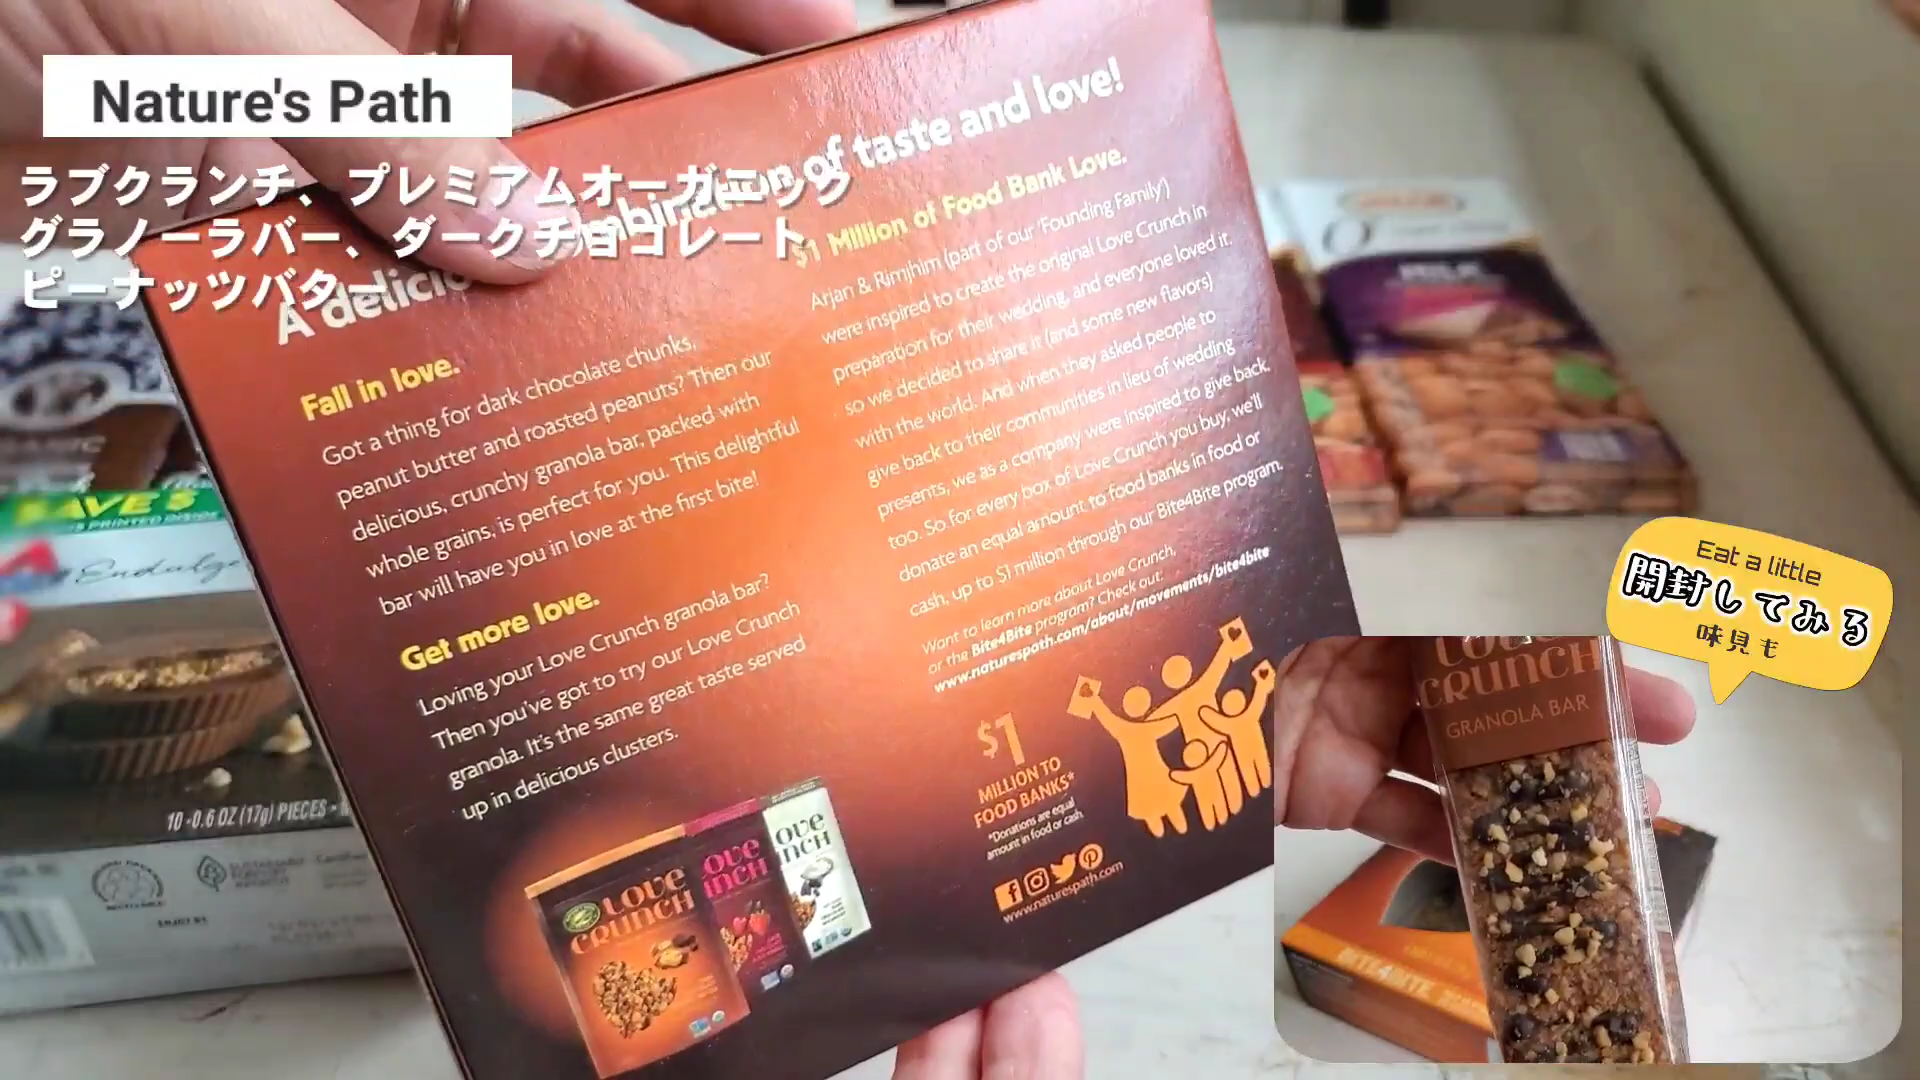 Nature's Path
ラブクランチ、プレミアムオーガニック
グラノーラバー、ダークチョコレート
ピーナッツバター
A delicio mbination of taste and love!
Fall in love.
Got a thing for dark chocolate chunks,
peanut butter and roasted peanuts? Then our
delicious, crunchy granola bar, packed with
whole grains, is perfect for you. This delightful
bar will have you in love at the first bite!
Get more love.
Loving your Love Crunch granola bar?
Then you've got to try our Love Crunch
granola. It's the same great taste served
up in delicious clusters.
$1 Million of Food Bank Love.
Arjan & Rimjhim (part of our 'Founding Family')
were inspired to create the original Love Crunch in
preparation for their wedding, and everyone loved it.
so we decided to share it (and some new flavors)
with the world. And when they asked people to
give back to their communities in lieu of wedding
presents, we as a company were inspired to give back,
too. So for every box of Love Crunch you buy, we'll
donate an equal amount to food banks in food or
cash, up to $1 million through our Bite4Bite program.
Want to learn more about Love Crunch,
or the Bite4Bite program? Check out:
www.naturespath.com/about/movements/bite4bite
$1
MILLION TO
FOOD BANKS*
*Donations are equal
amount in food or cash.
www.naturespath.com
LOVE
CRUNCH
OVE
NCH
OVE
NCH
MILK
AVE $
Endulge
10 -0.6 OZ (17g) PIECES
Eat a little
開封してみる
味見も
LOVE
CRUNCH
GRANOLA BAR
BITE4BITE